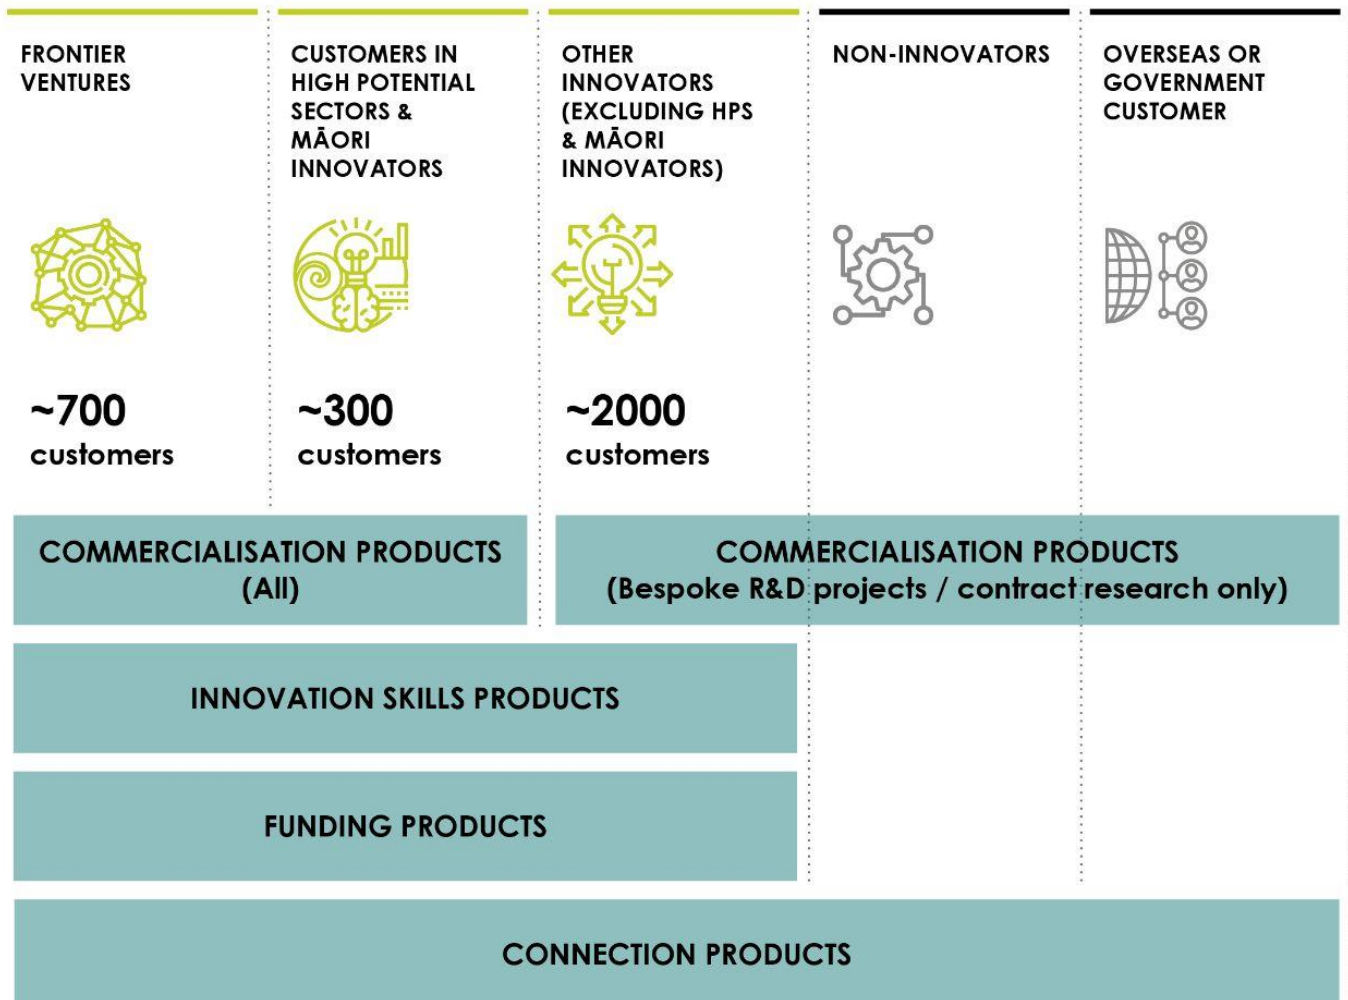 FRONTIER
VENTURES
CUSTOMERS IN
HIGH POTENTIAL
SECTORS &
MĀORI
INNOVATORS
OTHER
INNOVATORS
(EXCLUDING HPS
& MĀORI
INNOVATORS)
NON-INNOVATORS
OVERSEAS OR
GOVERNMENT
CUSTOMER
~700
customers
~300
customers
~2000
customers
COMMERCIALISATION PRODUCTS
(All)
COMMERCIALISATION PRODUCTS
(Bespoke R&D projects / contract research only)
INNOVATION SKILLS PRODUCTS
FUNDING PRODUCTS
CONNECTION PRODUCTS